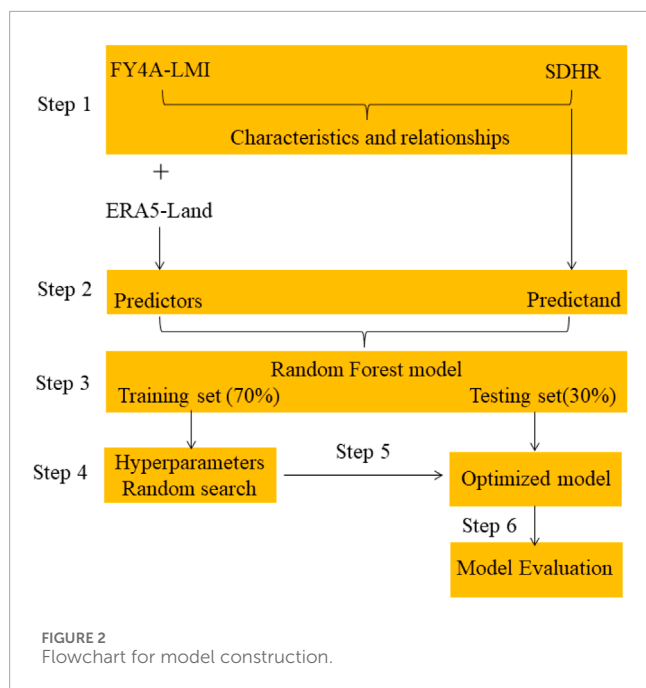 FY4A-LMI SDHR
Step 1
Characteristics and relationships
+
ERA5-Land
Step 2
Predictors Predictand
Random Forest model
Step 3
Training set (70%) Testing set(30%)
Step 4
Hyperparameters
Random search
Step 5
Optimized model
Step 6
Model Evaluation
FIGURE 2
Flowchart for model construction.